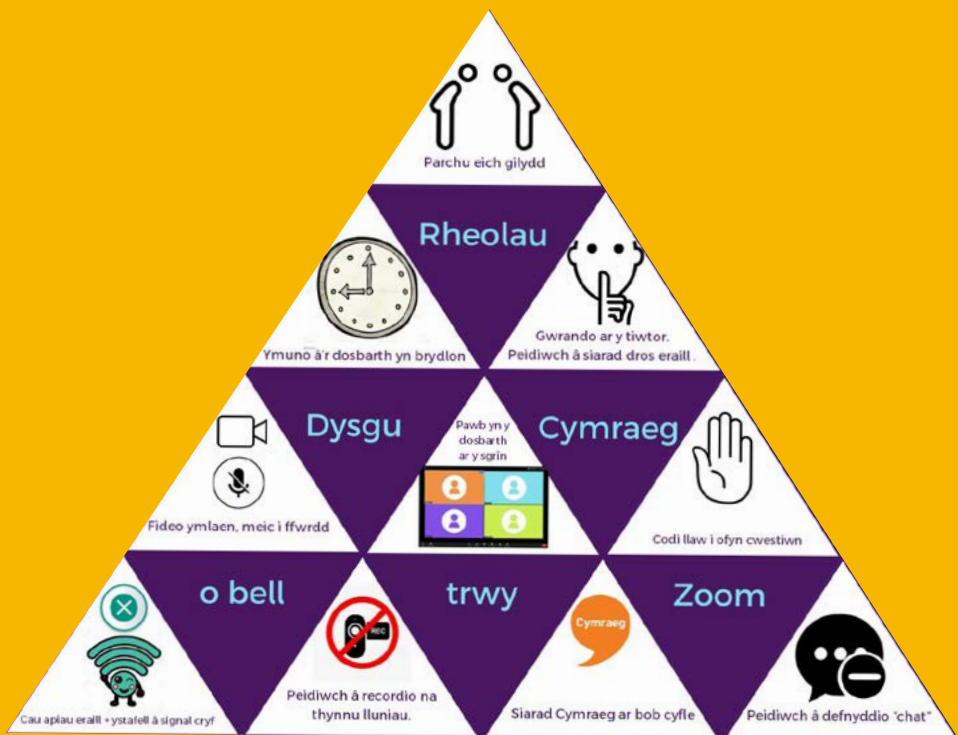 Parchu eich gilydd
Rheolau
Ymuno â'r dosbarth yn brydlon
Gwrando ar y tiwtor.
Peidiwch â siarad dros eraill.
Dysgu
Pawb yn y
dosbarth
ar y sgrîn
Cymraeg
Fideo ymlaen, meic i ffwrdd
Codi llaw i ofyn cwestiwn
o bell
trwy
Zoom
Cau apiau eraill + ystafell â signal cryf
REC
Peidiwch â recordio na
thynnu lluniau.
Cymraeg
Siarad Cymraeg ar bob cyfle
Peidiwch â defnyddio "chat"